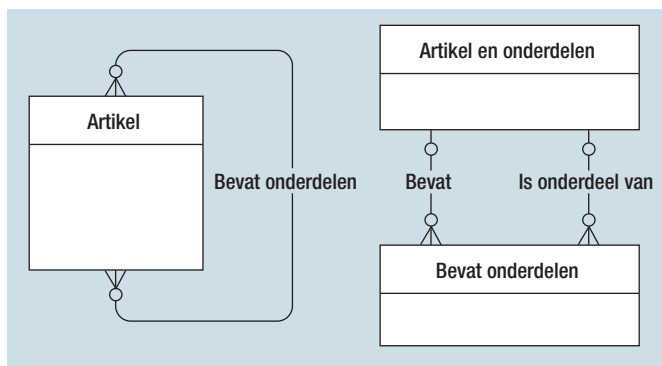 Artikel
Bevat onderdelen
Artikel en onderdelen
Bevat
Is onderdeel van
Bevat onderdelen